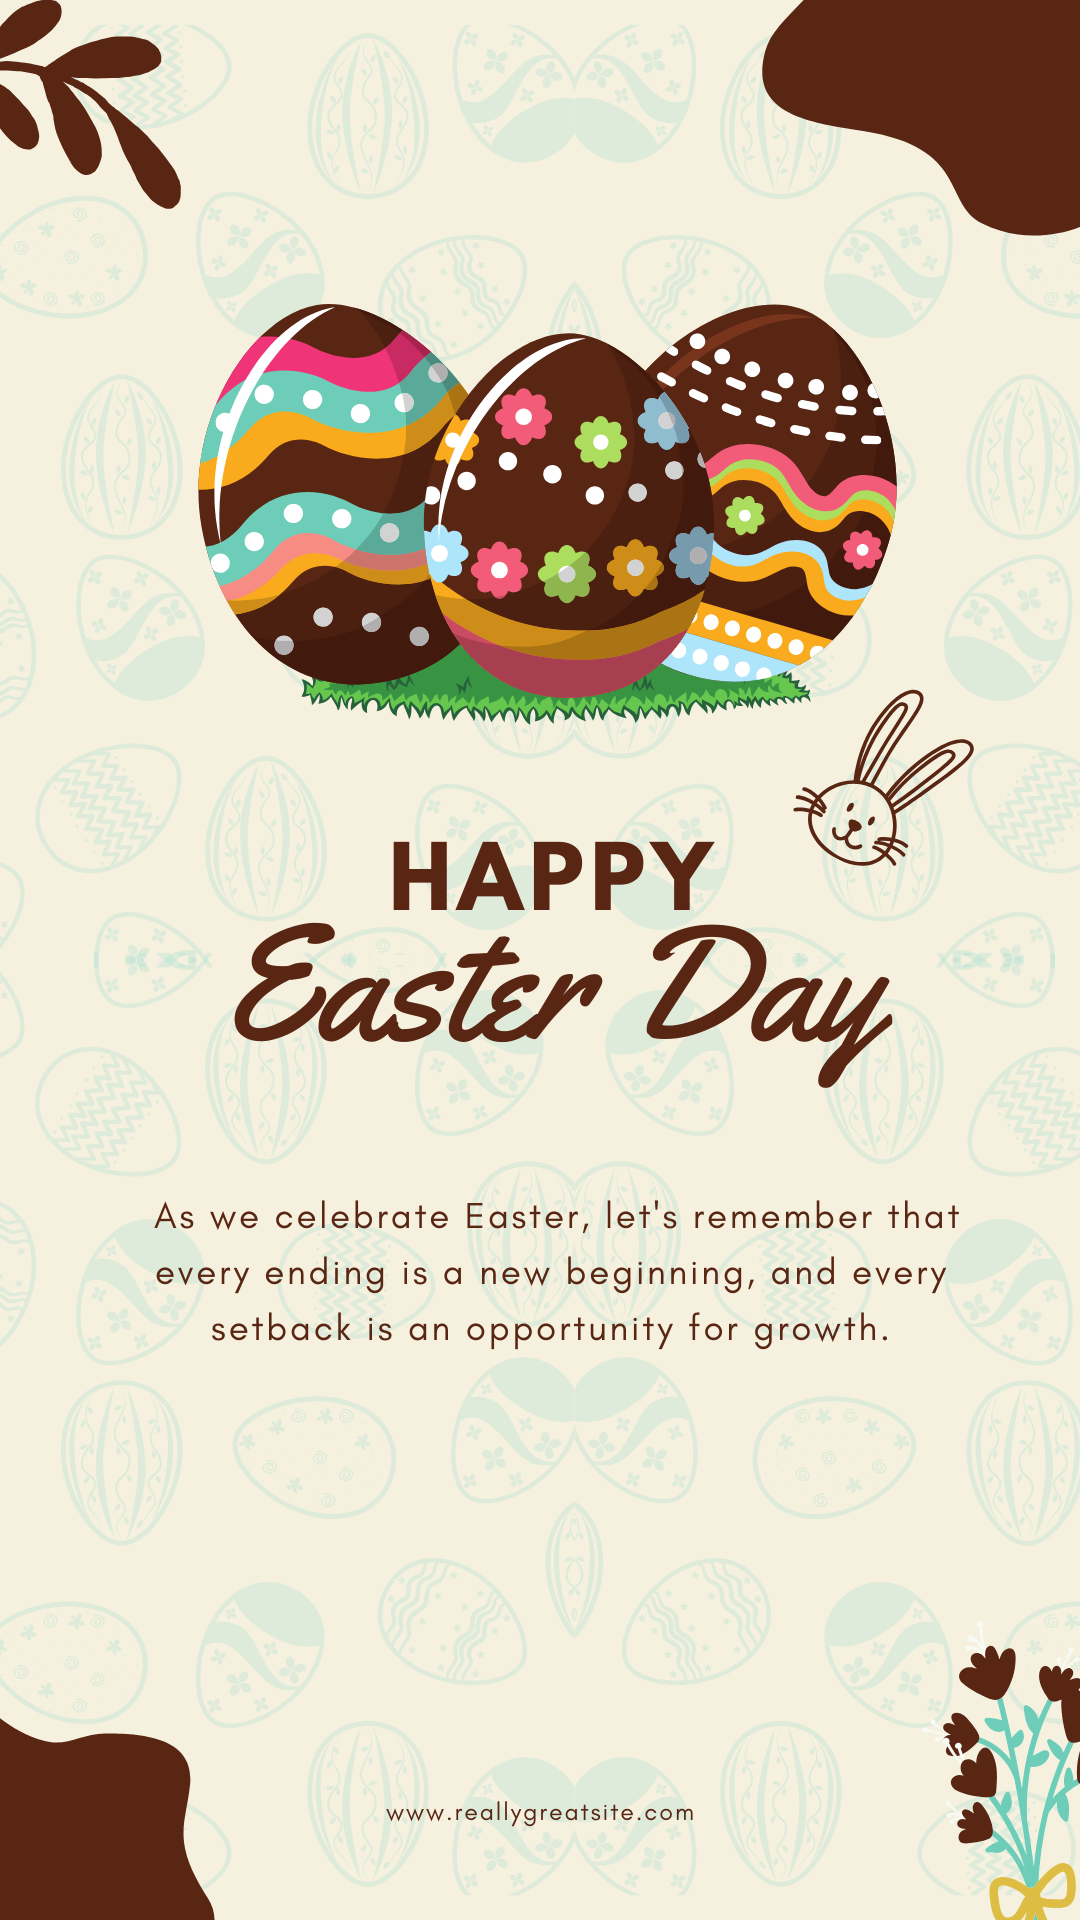 HAPPY
Easter Day
As we celebrate Easter, let's remember that
every ending is a new beginning, and every
setback is an opportunity for growth.
www.reallygreatsite.com